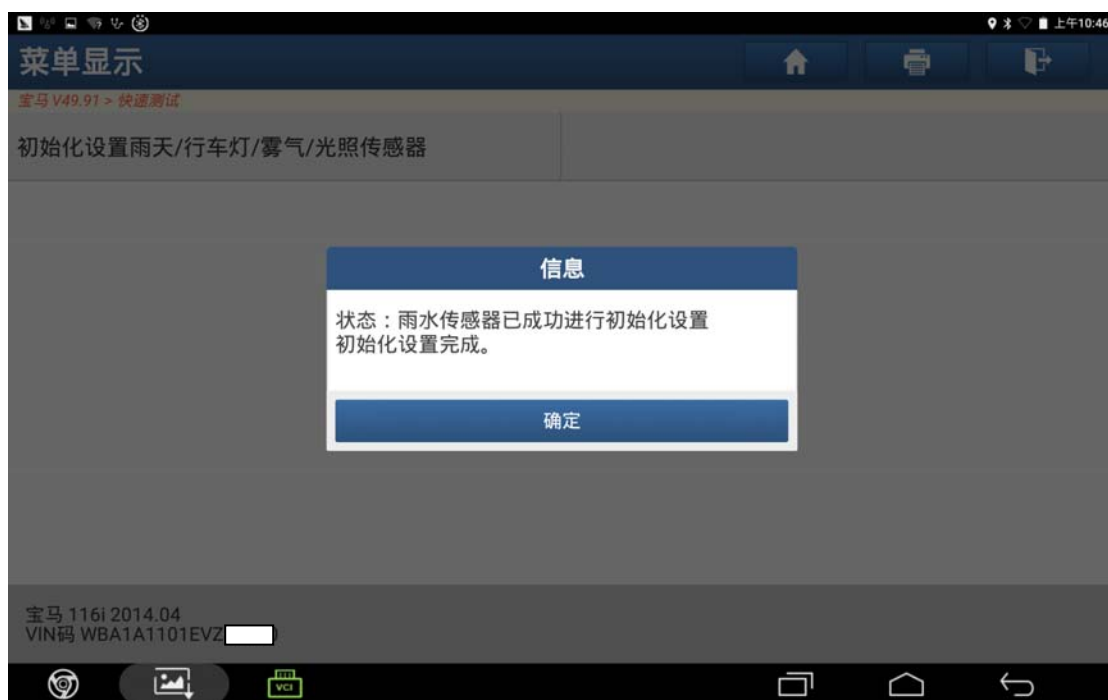 上午10:46
菜单显示
宝马 V49.91 > 快速测试
初始化设置雨天/行车灯/雾气/光照传感器
信息
状态：雨水传感器已成功进行初始化设置
初始化设置完成。
确定
宝马 116i 2014.04
VIN码 WBA1A1101EVZ
VCI